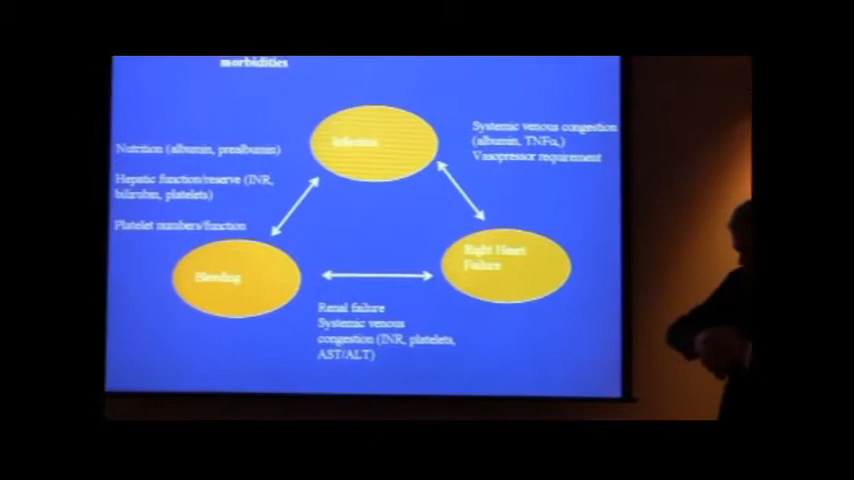 morbidities
Infection
Systemic venous congestion
(albumin, TNFα,)
Vasopressor requirement
Nutrition (albumin, prealbumin)
Hepatic function/reserve (INR,
bilirubin, platelets)
Platelet numbers/function
Right Heart
Failure
Bleeding
Renal failure
Systemic venous
congestion (INR, platelets,
AST/ALT)